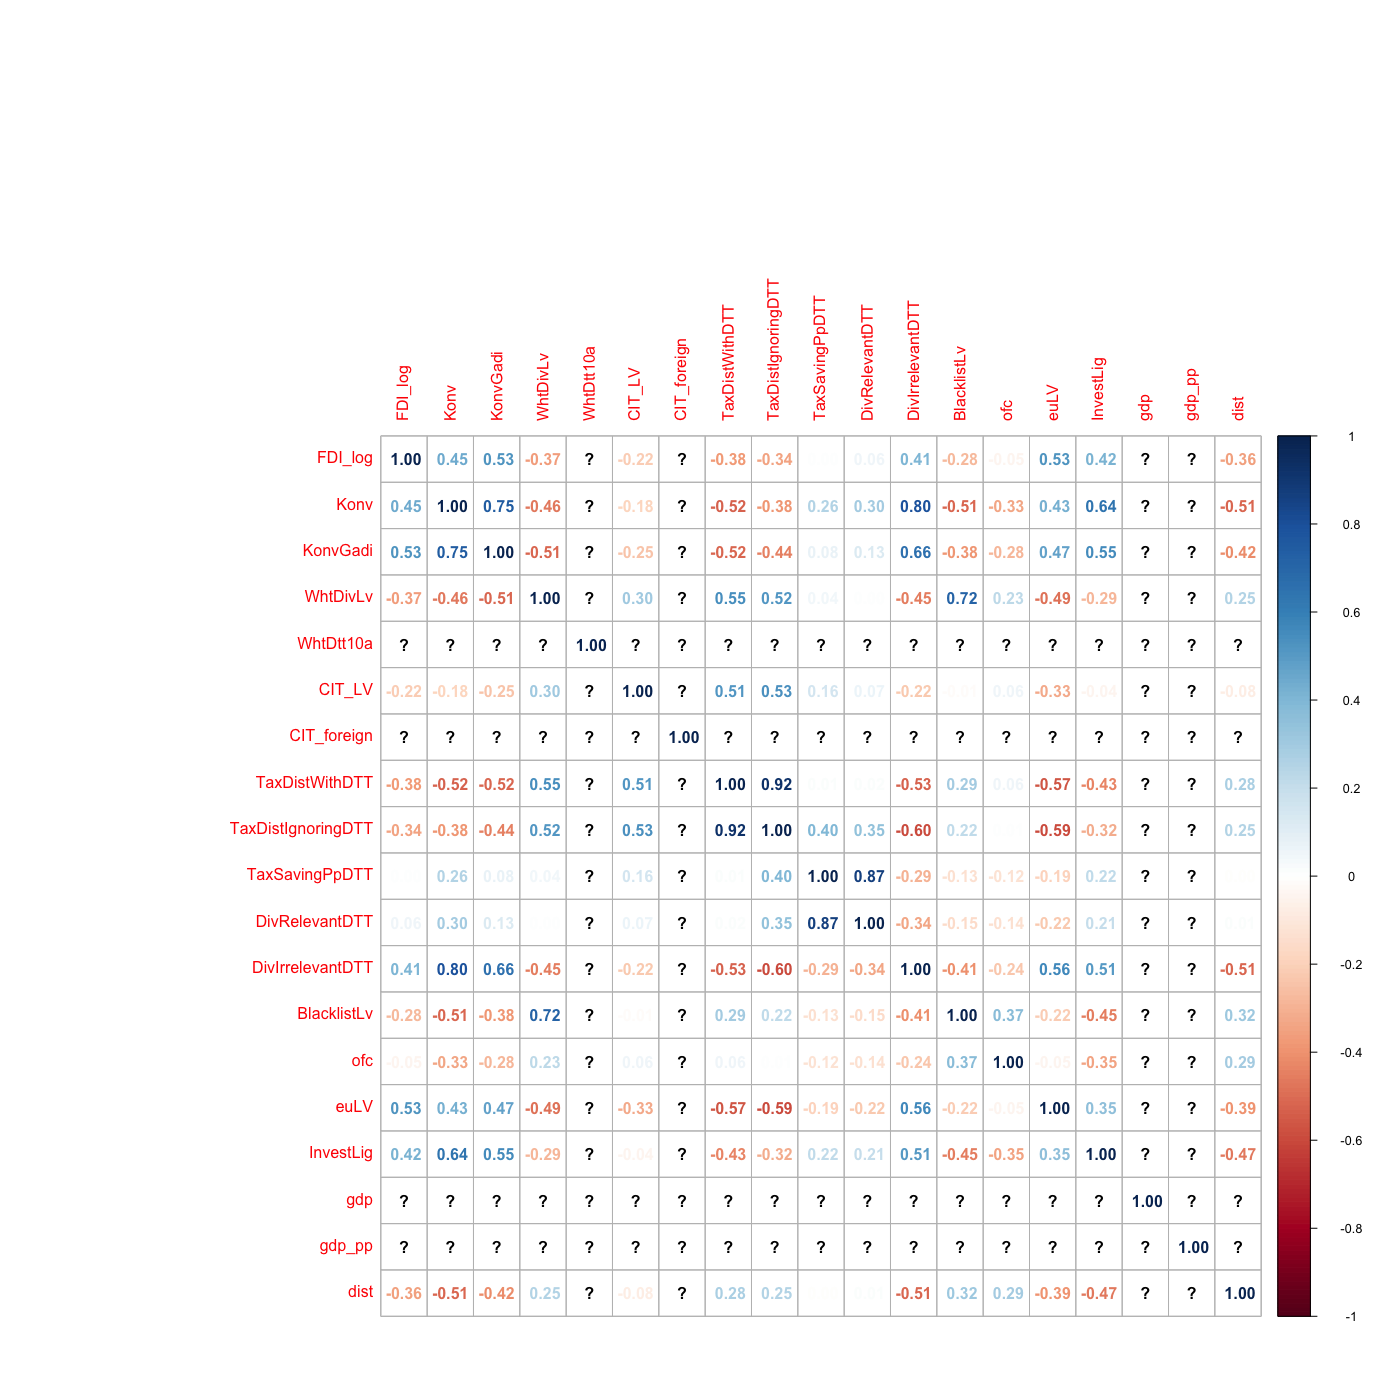 FDI_log Konv KonvGadi WhtDivLv WhtDtt10a CIT_LV CIT_foreign TaxDistWithDTT TaxDistIgnoringDTT TaxSavingPpDTT DivRelevantDTT DivIrrelevantDTT BlacklistLv ofc euLV InvestLig gdp gdp_pp dist
FDI_log 1.00 0.45 0.53 -0.37 ? -0.22 ? -0.38 -0.34 0.06 0.41 -0.28 -0.05 0.53 0.42 ? ? -0.36
Konv 0.45 1.00 0.75 -0.46 ? -0.18 ? -0.52 -0.38 0.26 0.30 0.80 -0.51 -0.33 0.43 0.64 ? ? -0.51
KonvGadi 0.53 0.75 1.00 -0.51 ? -0.25 ? -0.52 -0.44 0.08 0.13 0.66 -0.38 -0.28 0.47 0.55 ? ? -0.42
WhtDivLv -0.37 -0.46 -0.51 1.00 ? 0.30 ? 0.55 0.52 0.04 -0.45 0.72 0.23 -0.49 -0.29 ? ? 0.25
WhtDtt10a ? ? ? ? 1.00 ? ? ? ? ? ? ? ? ? ? ? ? ? ?
CIT_LV -0.22 -0.18 -0.25 0.30 ? 1.00 ? 0.51 0.53 0.16 0.07 -0.22 0.06 -0.33 -0.04 ? ? -0.08
CIT_foreign ? ? ? ? ? ? 1.00 ? ? ? ? ? ? ? ? ? ? ? ?
TaxDistWithDTT -0.38 -0.52 -0.52 0.55 ? 0.51 ? 1.00 0.92 -0.53 0.29 0.06 -0.57 -0.43 ? ? 0.28
TaxDistIgnoringDTT -0.34 -0.38 -0.44 0.52 ? 0.53 ? 0.92 1.00 0.40 0.35 -0.60 0.22 -0.59 -0.32 ? ? 0.25
TaxSavingPpDTT 0.26 0.08 0.04 ? 0.16 ? 0.40 1.00 0.87 -0.29 -0.13 -0.12 -0.19 0.22 ? ?
DivRelevantDTT 0.06 0.30 0.13 ? 0.07 ? 0.35 0.87 1.00 -0.34 -0.15 -0.14 -0.22 0.21 ? ?
DivIrrelevantDTT 0.41 0.80 0.66 -0.45 ? -0.22 ? -0.53 -0.60 -0.29 -0.34 1.00 -0.41 -0.24 0.56 0.51 ? ? -0.51
BlacklistLv -0.28 -0.51 -0.38 0.72 ? ? 0.29 0.22 -0.13 -0.15 -0.41 1.00 0.37 -0.22 -0.45 ? ? 0.32
ofc -0.05 -0.33 -0.28 0.23 ? 0.06 ? 0.06 -0.12 -0.14 -0.24 0.37 1.00 -0.05 -0.35 ? ? 0.29
euLV 0.53 0.43 0.47 -0.49 ? -0.33 ? -0.57 -0.59 -0.19 -0.22 0.56 -0.22 -0.05 1.00 0.35 ? ? -0.39
InvestLig 0.42 0.64 0.55 -0.29 ? -0.04 ? -0.43 -0.32 0.22 0.21 0.51 -0.45 -0.35 0.35 1.00 ? ? -0.47
gdp ? ? ? ? ? ? ? ? ? ? ? ? ? ? ? ? 1.00 ? ?
gdp_pp ? ? ? ? ? ? ? ? ? ? ? ? ? ? ? ? ? 1.00 ?
dist -0.36 -0.51 -0.42 0.25 ? -0.08 ? 0.28 0.25 -0.51 0.32 0.29 -0.39 -0.47 ? ? 1.00
1
0.8
0.6
0.4
0.2
0
-0.2
-0.4
-0.6
-0.8
-1